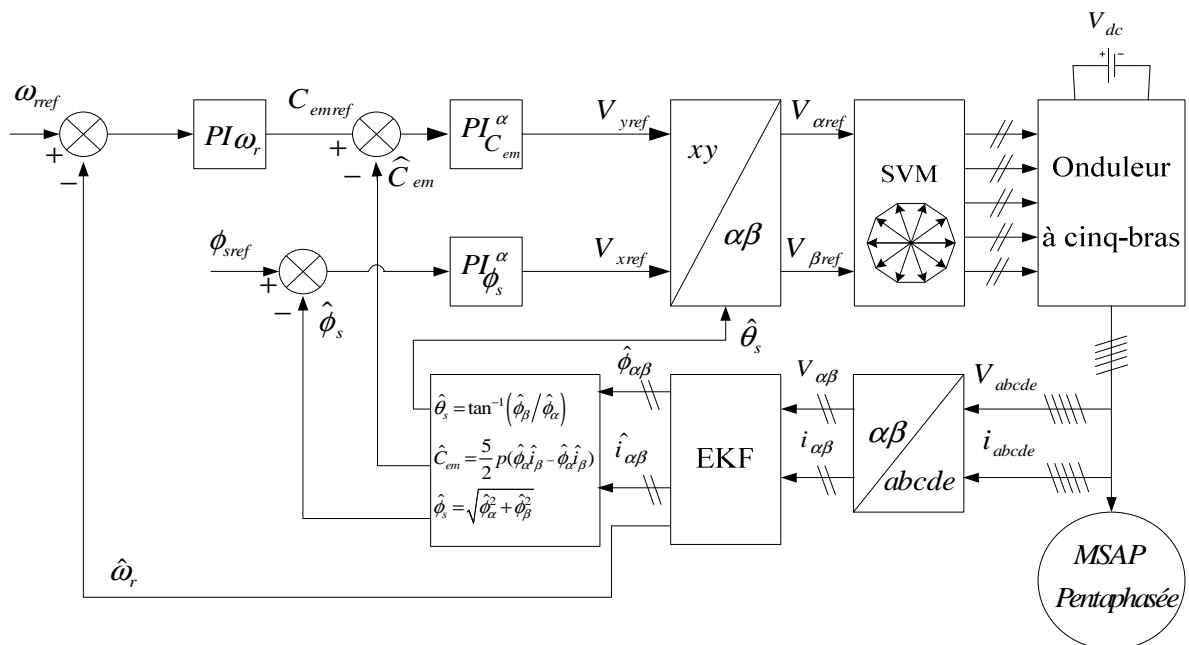 V_dc
ω_rref
+
−
PI ω_r
C_emref
+
−
Ĉ_em
PI^α_C_em
V_yref
xy
αβ
V_αref
SVM
+ -
Onduleur
à cinq-bras
ϕ_sref
+
−
ϕ̂_s
PI^α_ϕ_s
V_xref
V_βref
θ̂_s
θ̂_s = tan⁻¹(ϕ̂_β/ϕ̂_α)
Ĉ_em = 5/2 p(ϕ̂_α î_β − ϕ̂_α î_β)
ϕ̂_s = √(ϕ̂_α² + ϕ̂_β²)
ϕ̂_αβ
î_αβ
EKF
V_αβ
i_αβ
αβ
abcde
V_abcde
i_abcde
ω̂_r
MSAP
Pentaphasée